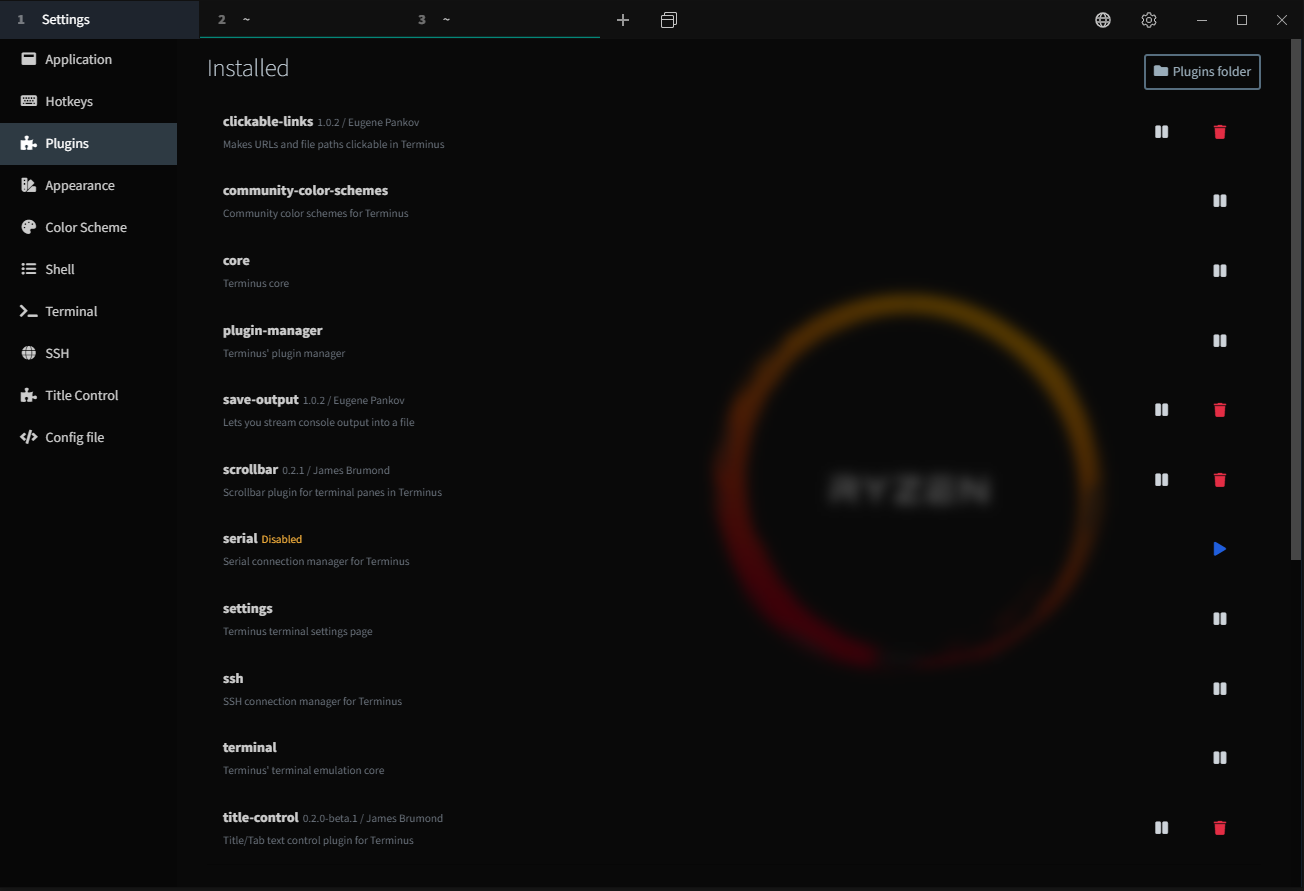 1 Settings
2 ~
3 ~
Application
Hotkeys
Plugins
Appearance
Color Scheme
Shell
Terminal
SSH
Title Control
Config file
Installed
Plugins folder
clickable-links 1.0.2 / Eugene Pankov
Makes URLs and file paths clickable in Terminus
community-color-schemes
Community color schemes for Terminus
core
Terminus core
plugin-manager
Terminus' plugin manager
save-output 1.0.2 / Eugene Pankov
Lets you stream console output into a file
scrollbar 0.2.1 / James Brumond
Scrollbar plugin for terminal panes in Terminus
serial Disabled
Serial connection manager for Terminus
settings
Terminus terminal settings page
ssh
SSH connection manager for Terminus
terminal
Terminus' terminal emulation core
title-control 0.2.0-beta.1 / James Brumond
Title/Tab text control plugin for Terminus
RYZEN